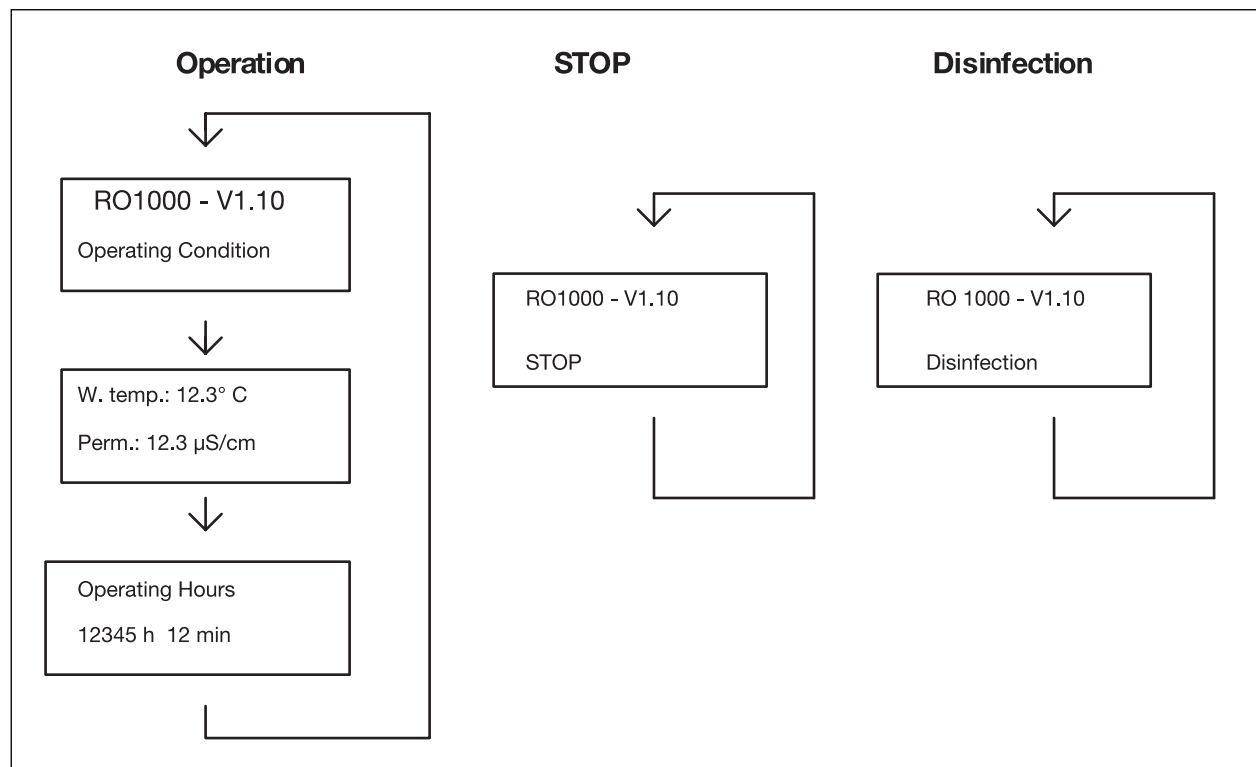 Operation
RO1000 - V1.10
Operating Condition
W. temp.: 12.3° C
Perm.: 12.3 µS/cm
Operating Hours
12345 h  12 min
STOP
RO1000 - V1.10
STOP
Disinfection
RO 1000 - V1.10
Disinfection